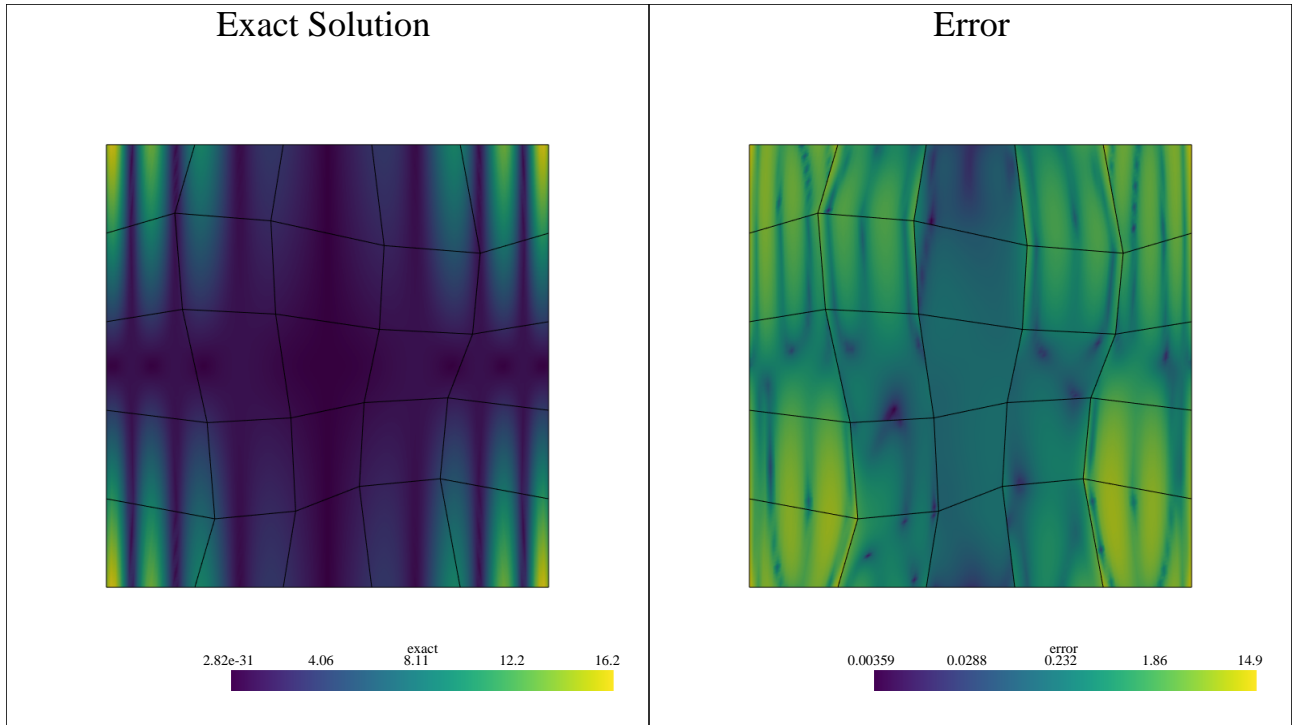 Exact Solution
Error
exact
2.82e-31 4.06 8.11 12.2 16.2
error
0.00359 0.0288 0.232 1.86 14.9